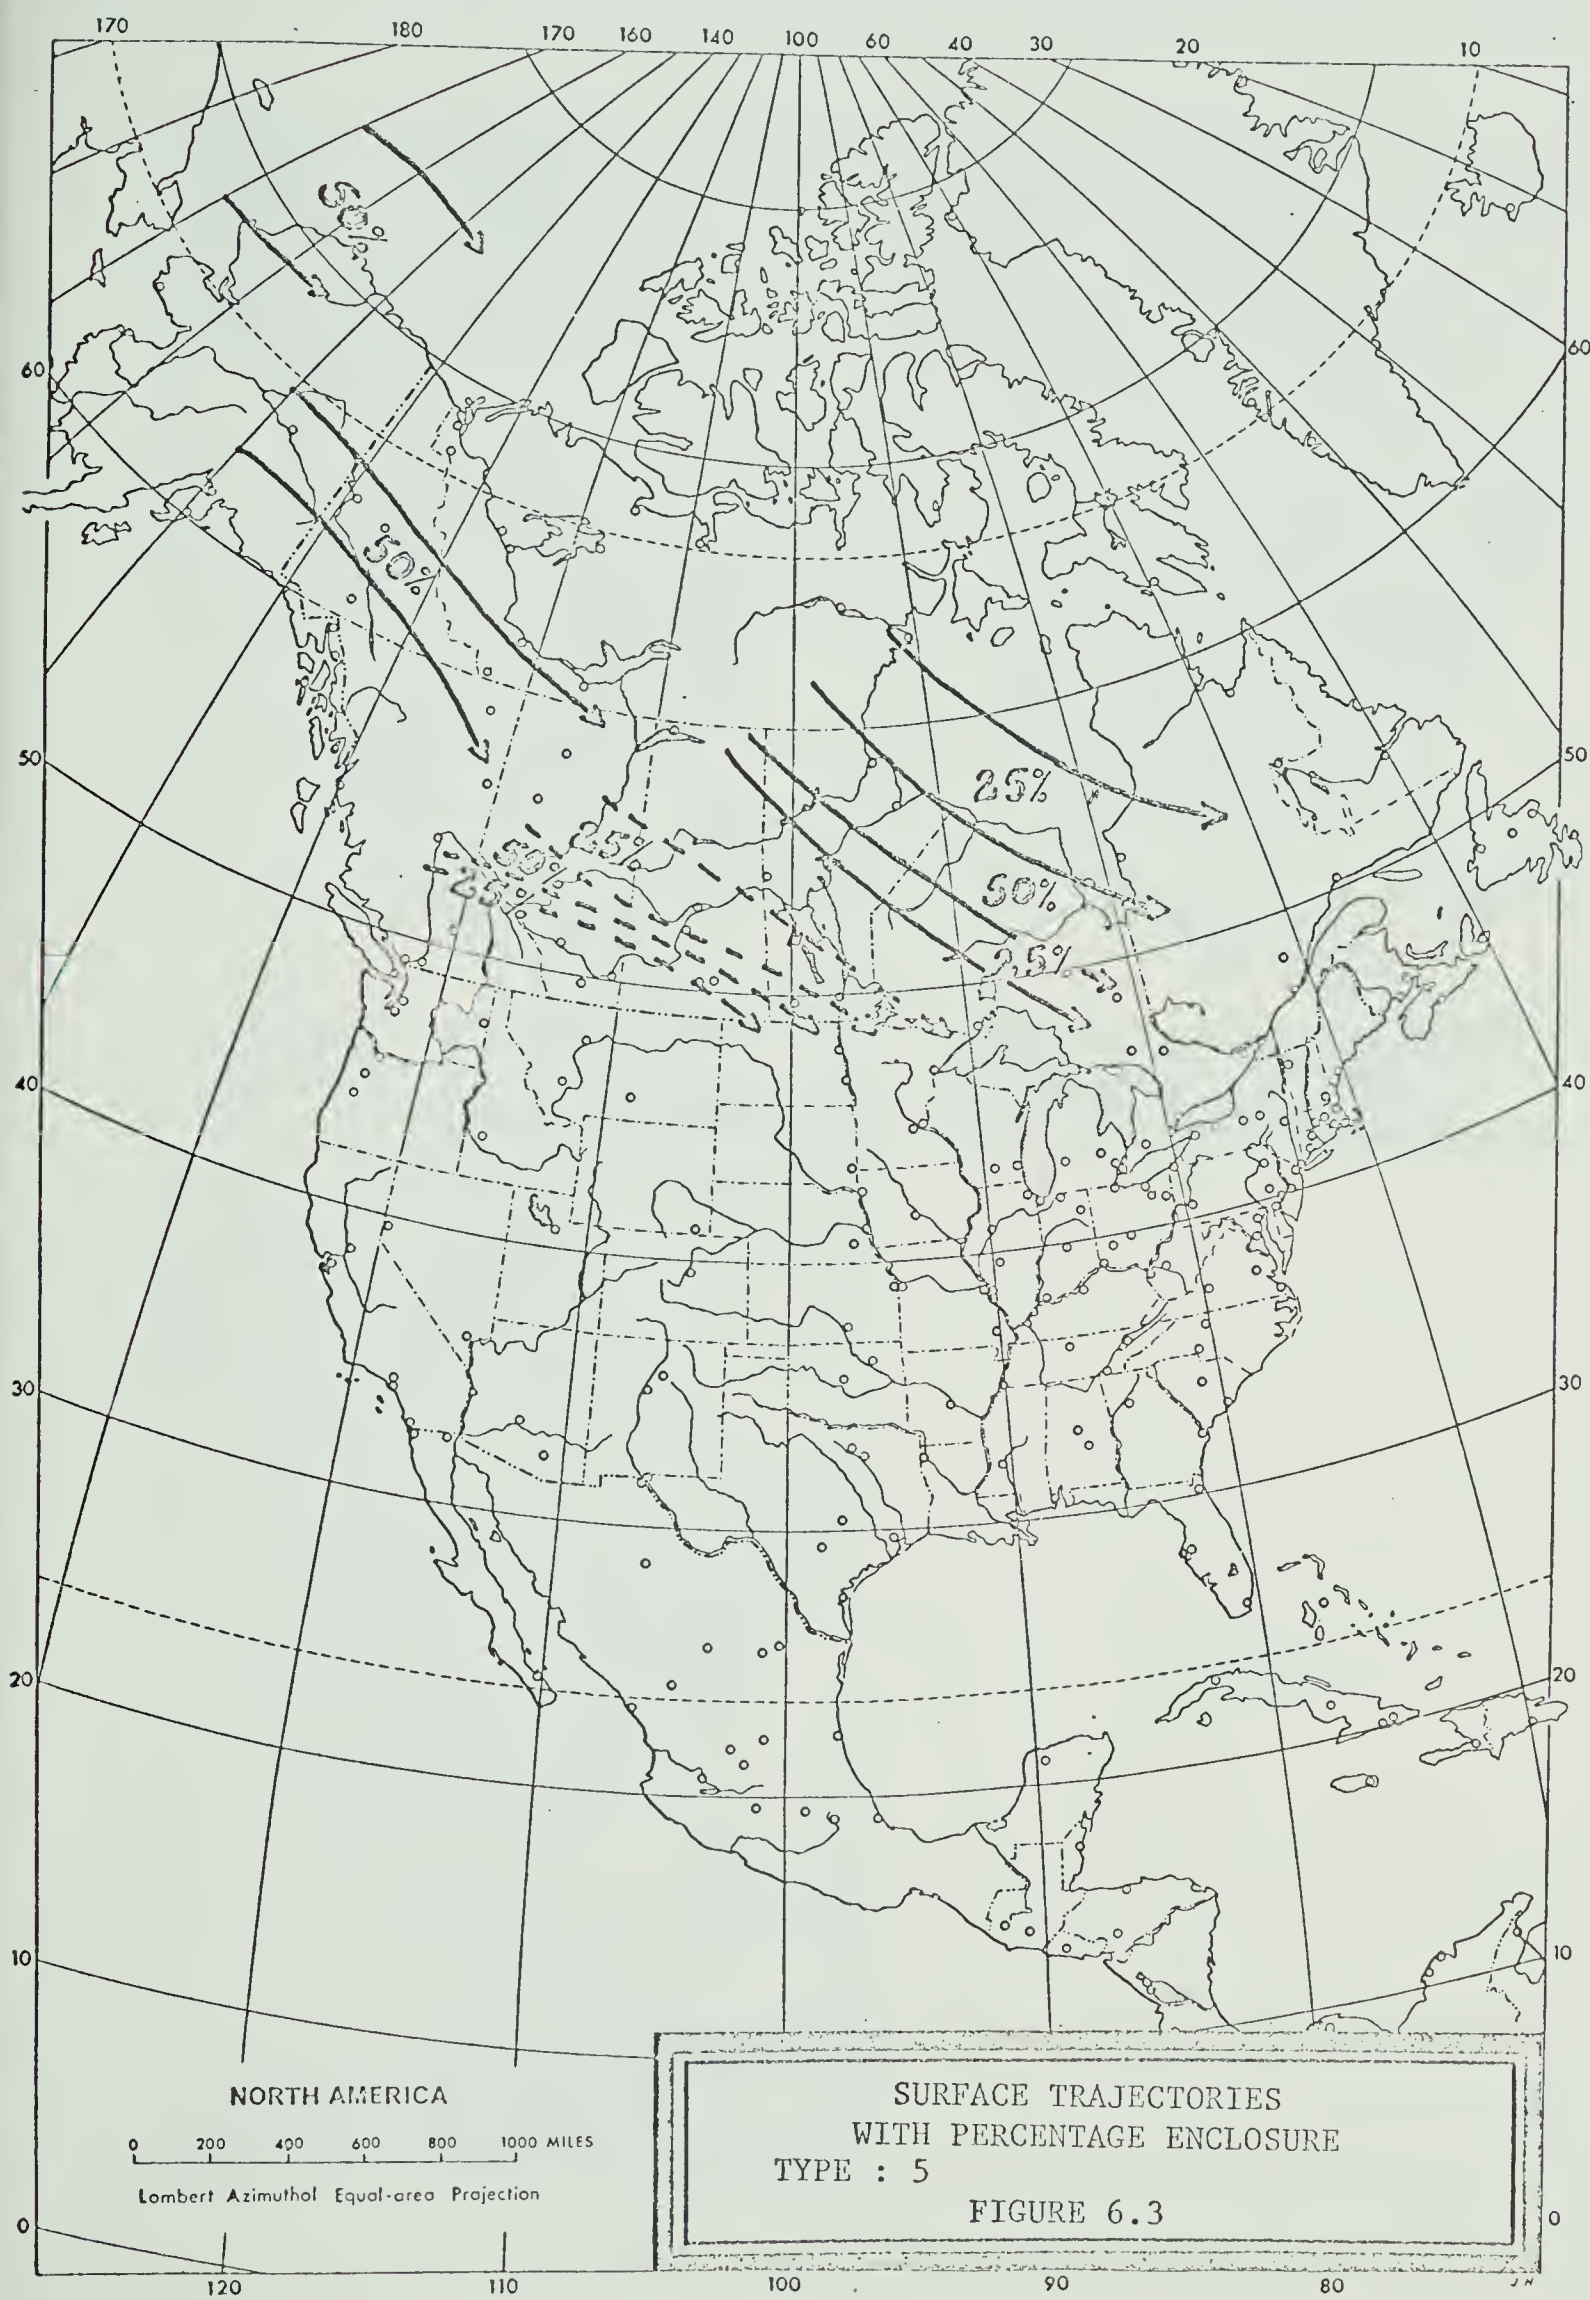 170 180 170 160 140 100 60 40 30 20 10
50%
60 60
50%
50 50
25%
25%
50%
25%
50%
25%
40 40
30 30
20 20
10 10
NORTH AMERICA
0 200 400 600 800 1000 MILES
Lambert Azimuthal Equal-area Projection
SURFACE TRAJECTORIES
WITH PERCENTAGE ENCLOSURE
TYPE : 5
FIGURE 6.3
0 0
120 110 100 90 80
JH